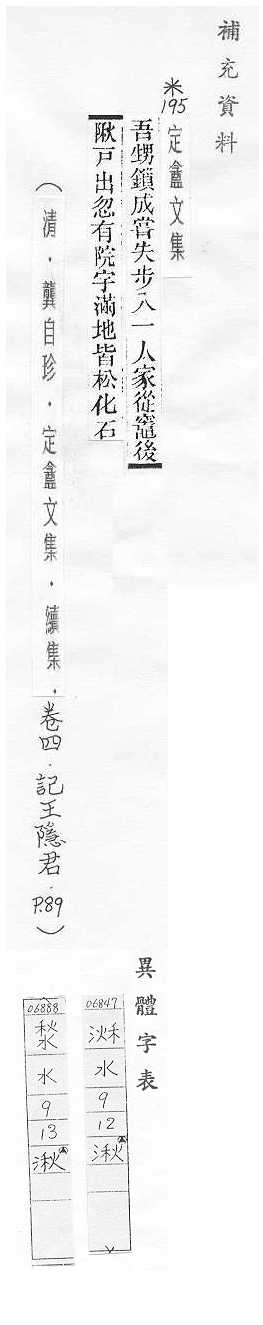 補充資料
※195 定盦文集
吾甥鎖成嘗失步入一人家從竈後
湫戸出忽有院宇滿地皆松化石
(清．龔自珍．定盦文集．續集．卷四．記王隱君．P.89)
異體字表
06847
水
9
12
湫
06888
湬
水
9
13
湫